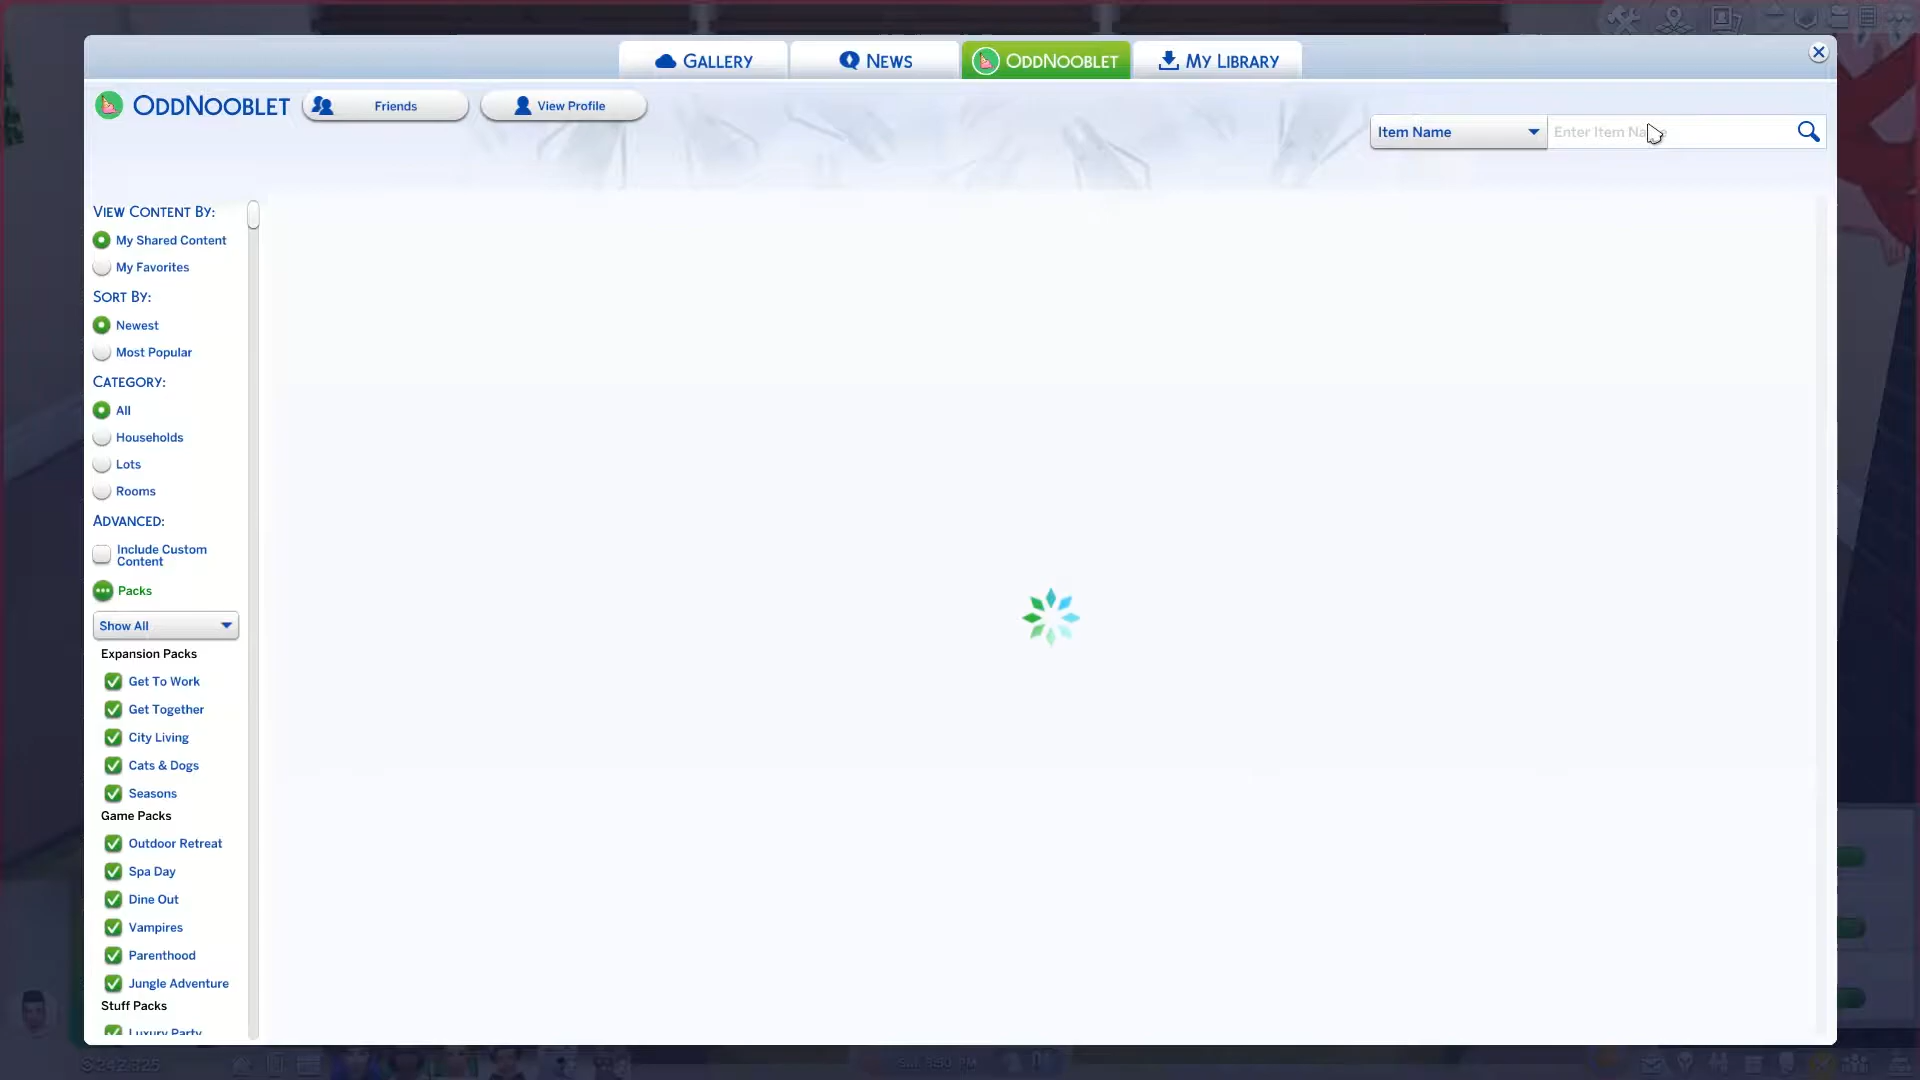 GALLERY
NEWS
ODDNOOBLET
MY LIBRARY
ODDNOOBLET
Friends
View Profile
Item Name
Enter Item Na
VIEW CONTENT BY:
My Shared Content
My Favorites
SORT BY:
Newest
Most Popular
CATEGORY:
All
Households
Lots
Rooms
ADVANCED:
Include Custom
Content
Packs
Show All
Expansion Packs
Get To Work
Get Together
City Living
Cats & Dogs
Seasons
Game Packs
Outdoor Retreat
Spa Day
Dine Out
Vampires
Parenthood
Jungle Adventure
Stuff Packs
Luxury Party